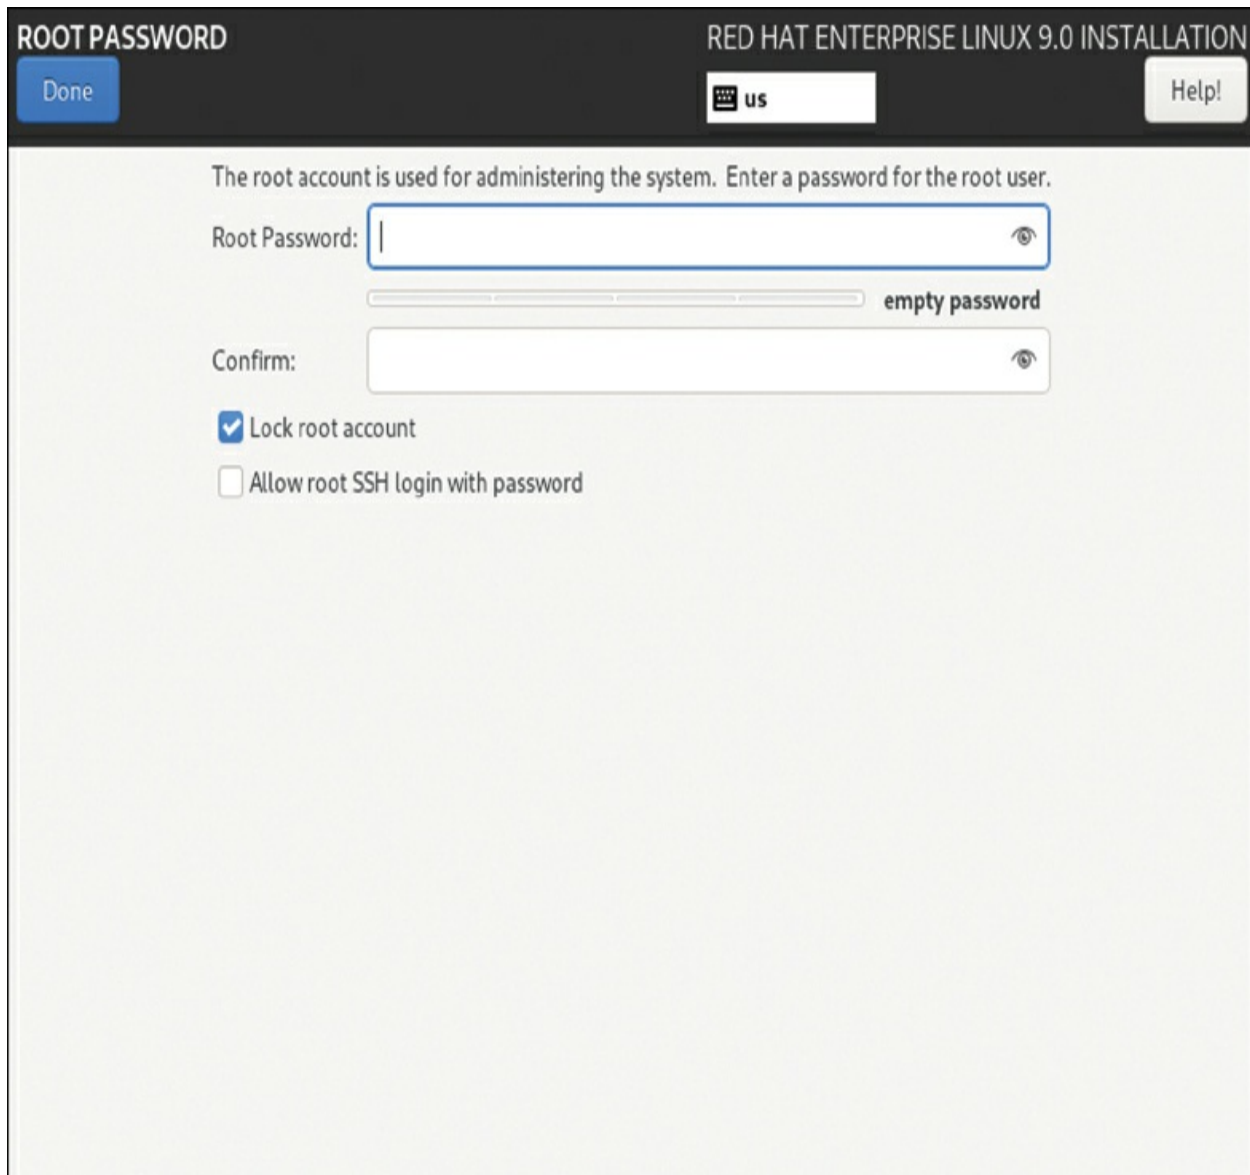 ROOT PASSWORD
RED HAT ENTERPRISE LINUX 9.0 INSTALLATION
Done
us
Help!
The root account is used for administering the system. Enter a password for the root user.
Root Password:
empty password
Confirm:
Lock root account
Allow root SSH login with password